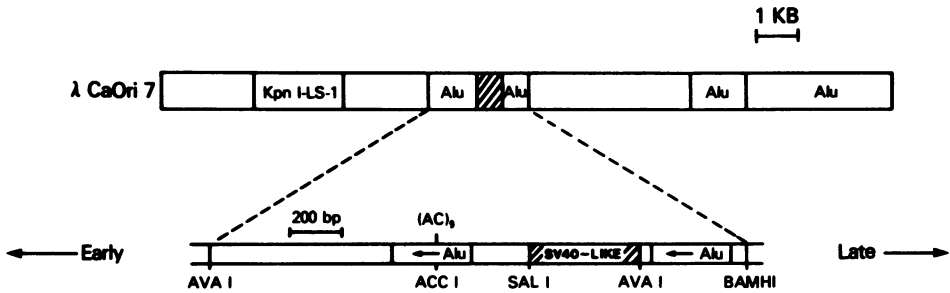 1 KB
λ CaOri 7 Kpn I-LS-1 Alu Alu Alu Alu
200 bp (AC)9
Early Alu SV40-LIKE Alu Late
AVA I ACC I SAL I AVA I BAMHI